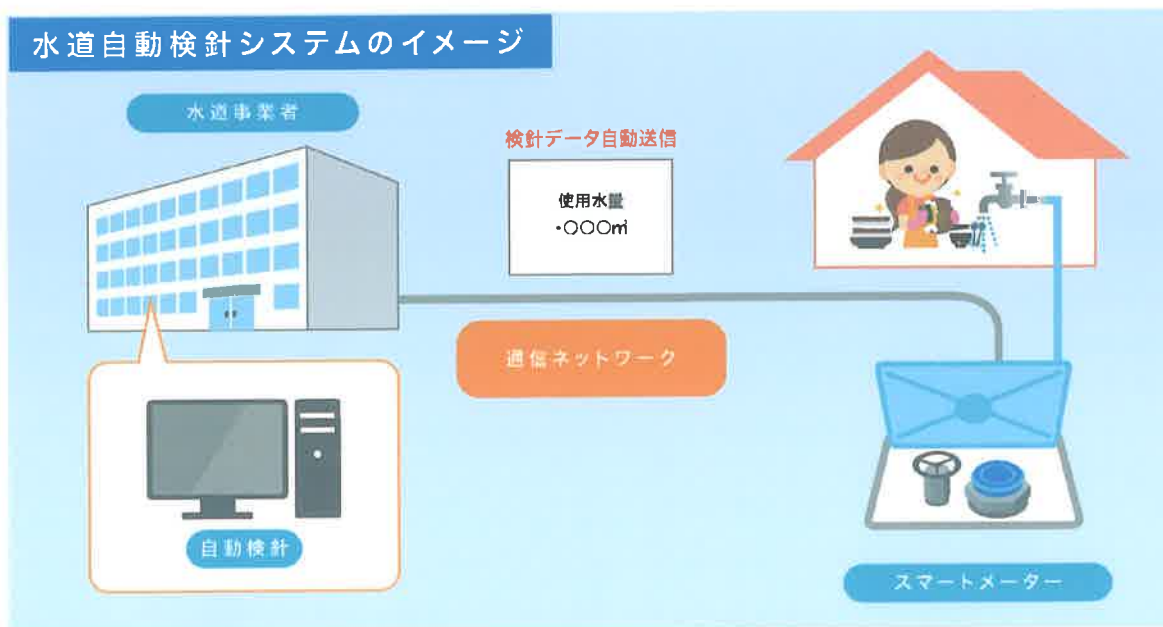 水道自動検針システムのイメージ
水道事業者
検針データ自動送信
使用水量
・○○○㎥
通信ネットワーク
自動検針
スマートメーター